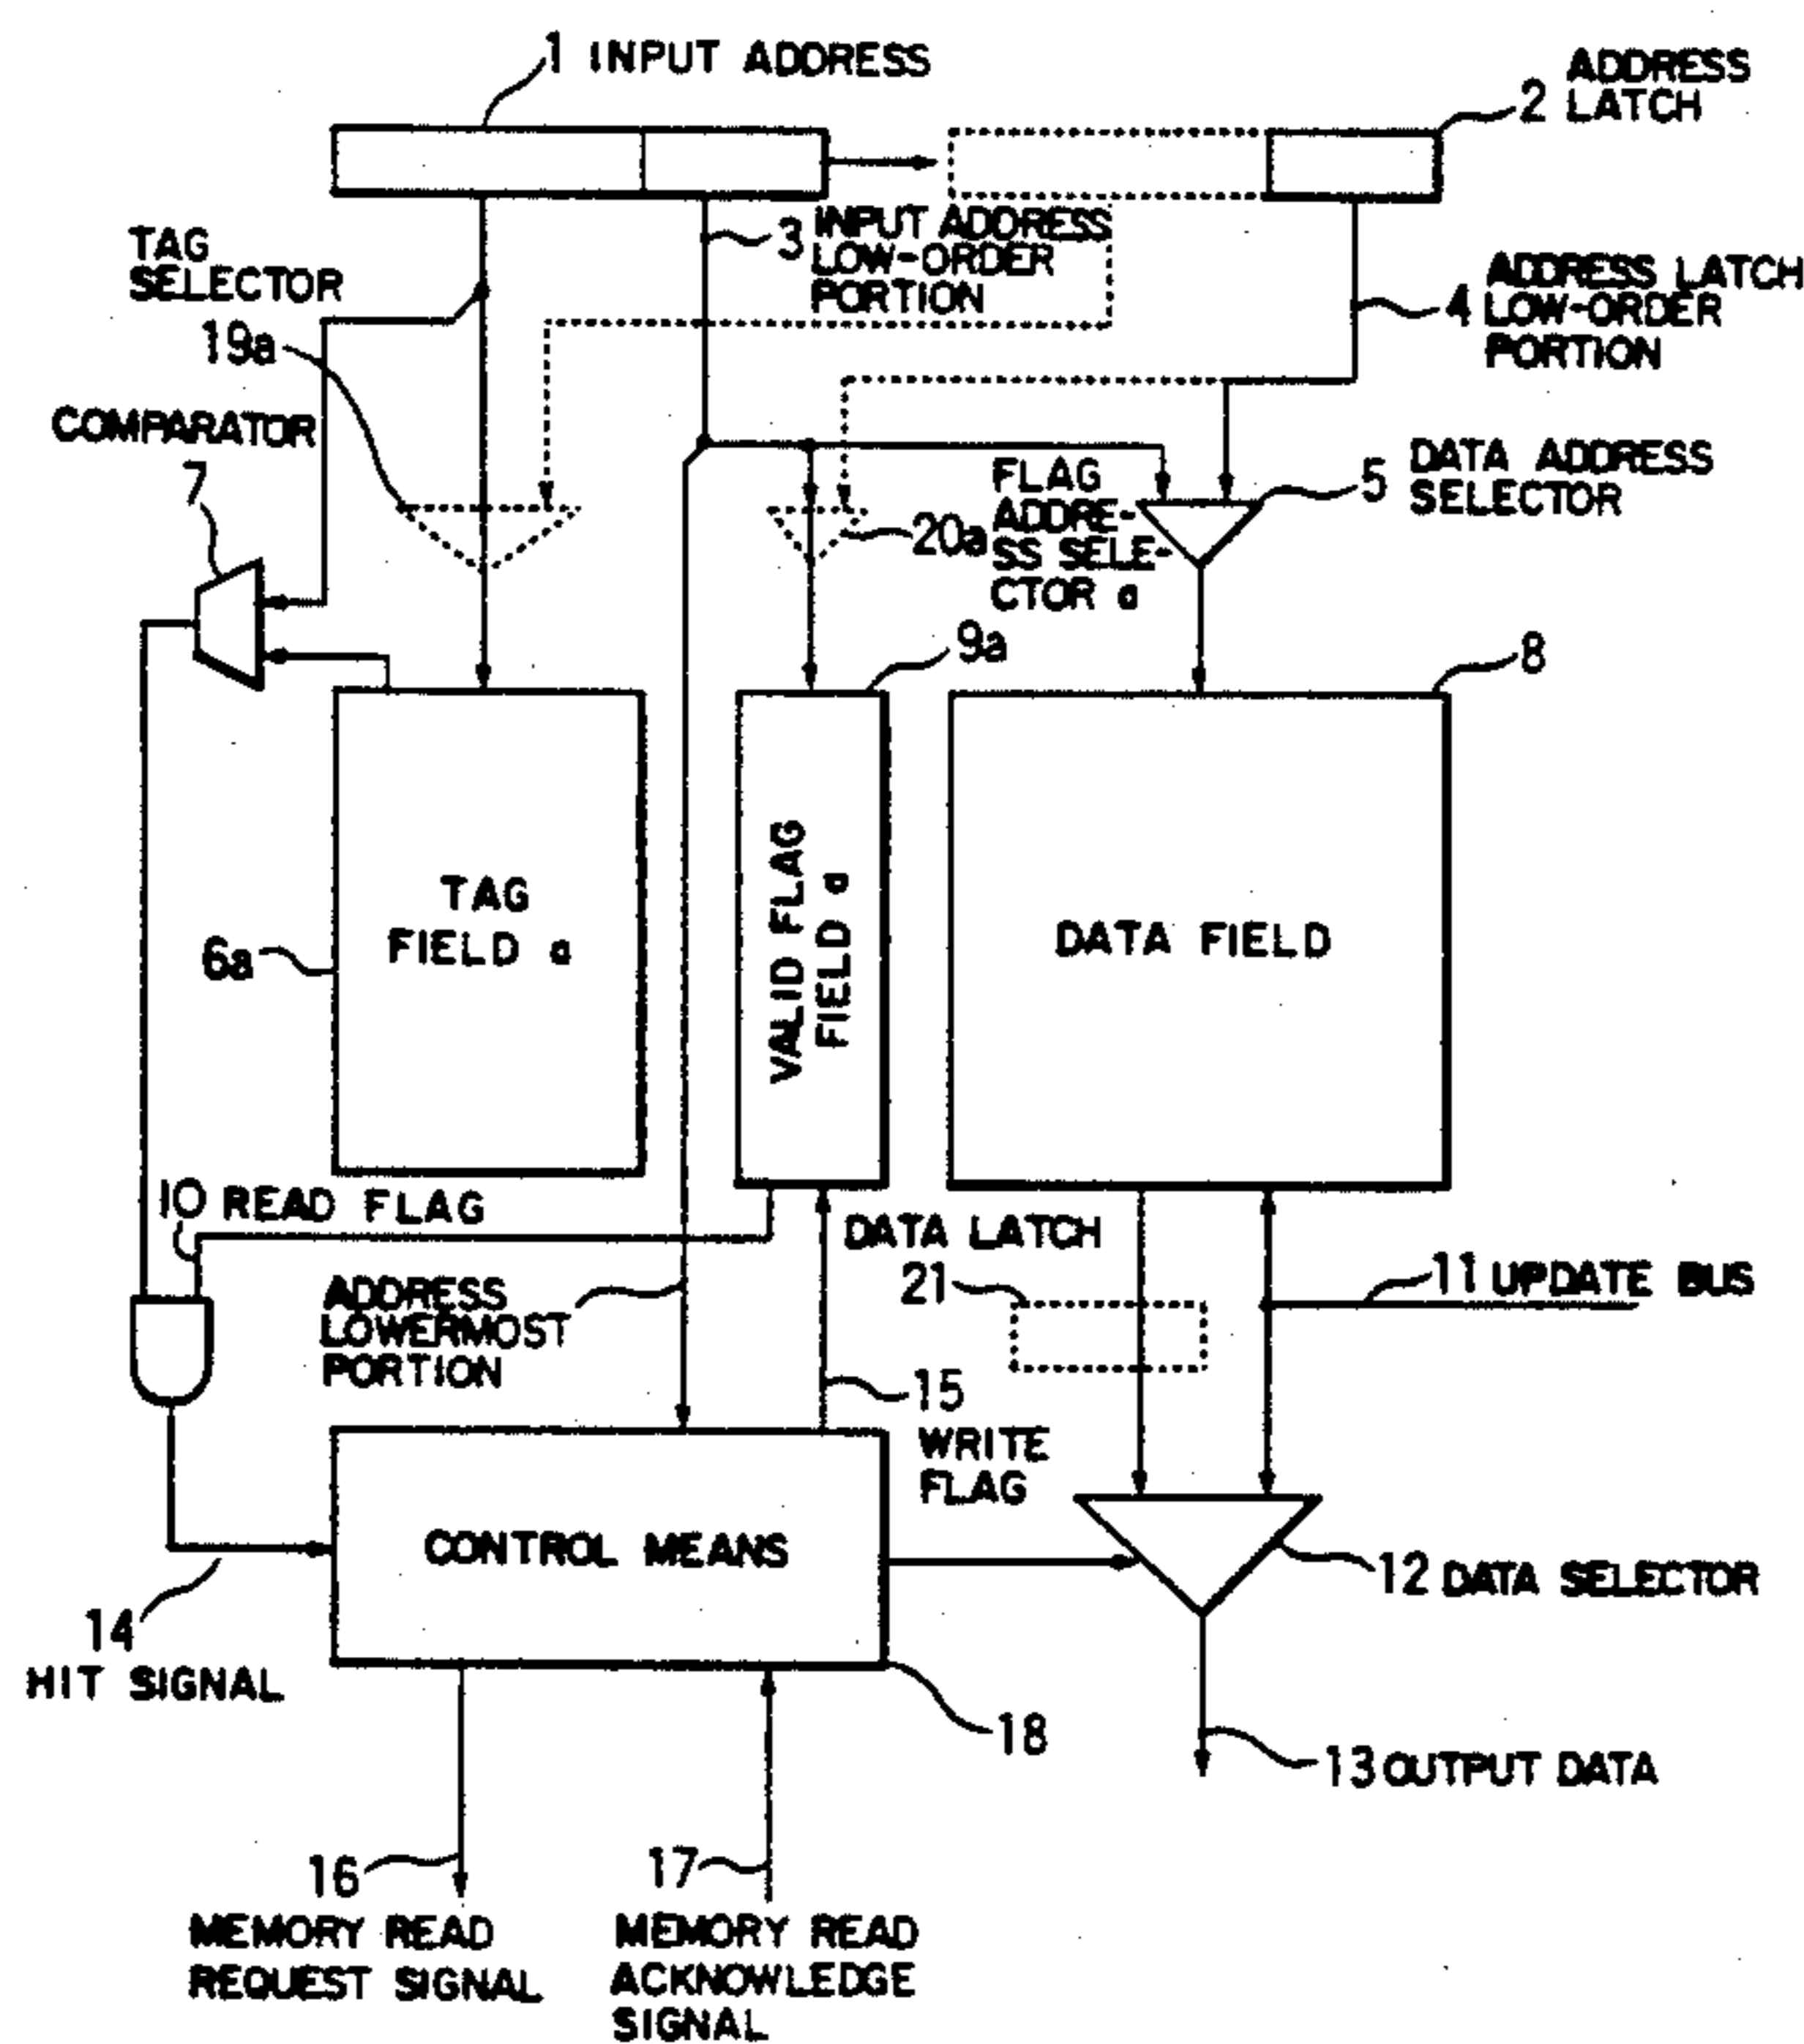 1 INPUT ADDRESS
ADDRESS
2 LATCH
TAG
SELECTOR
19a
3 INPUT ADDRESS
LOW-ORDER
PORTION
ADDRESS LATCH
4 LOW-ORDER
PORTION
COMPARATOR
7
FLAG
ADDRE-
20a SS SELE-
CTOR a
5 DATA ADDRESS
SELECTOR
9a
8
TAG
FIELD a
6a
VALID FLAG
FIELD a
DATA FIELD
10 READ FLAG
DATA LATCH
21
11 UPDATE BUS
ADDRESS
LOWERMOST
PORTION
15
WRITE
FLAG
CONTROL MEANS
12 DATA SELECTOR
14
HIT SIGNAL
18
13 OUTPUT DATA
16
MEMORY READ
REQUEST SIGNAL
17
MEMORY READ
ACKNOWLEDGE
SIGNAL